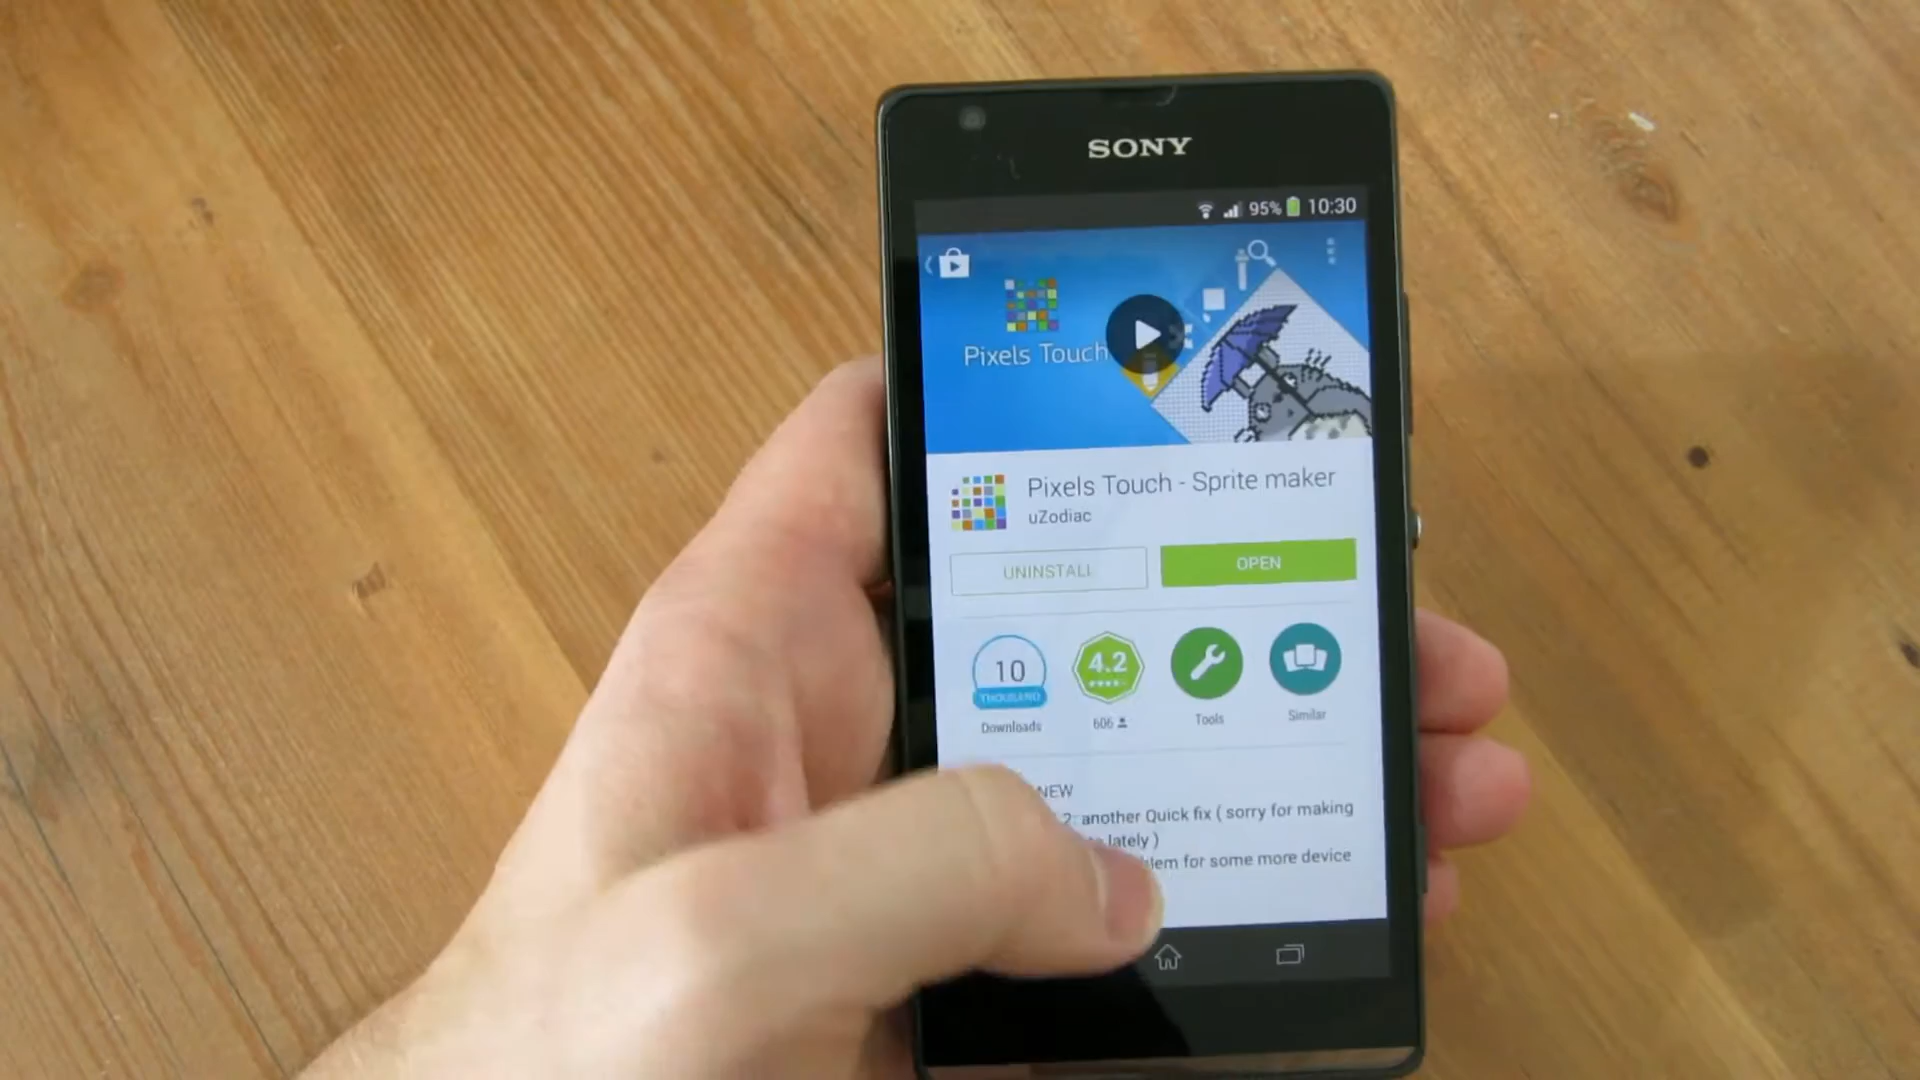 SONY
95% 10:30
Pixels Touch
Pixels Touch - Sprite maker
uZodiac
UNINSTALL
OPEN
10
THOUSAND
Downloads
4.2
606
Tools
Similar
NEW
2: another Quick fix ( sorry for making
lately )
for some more device